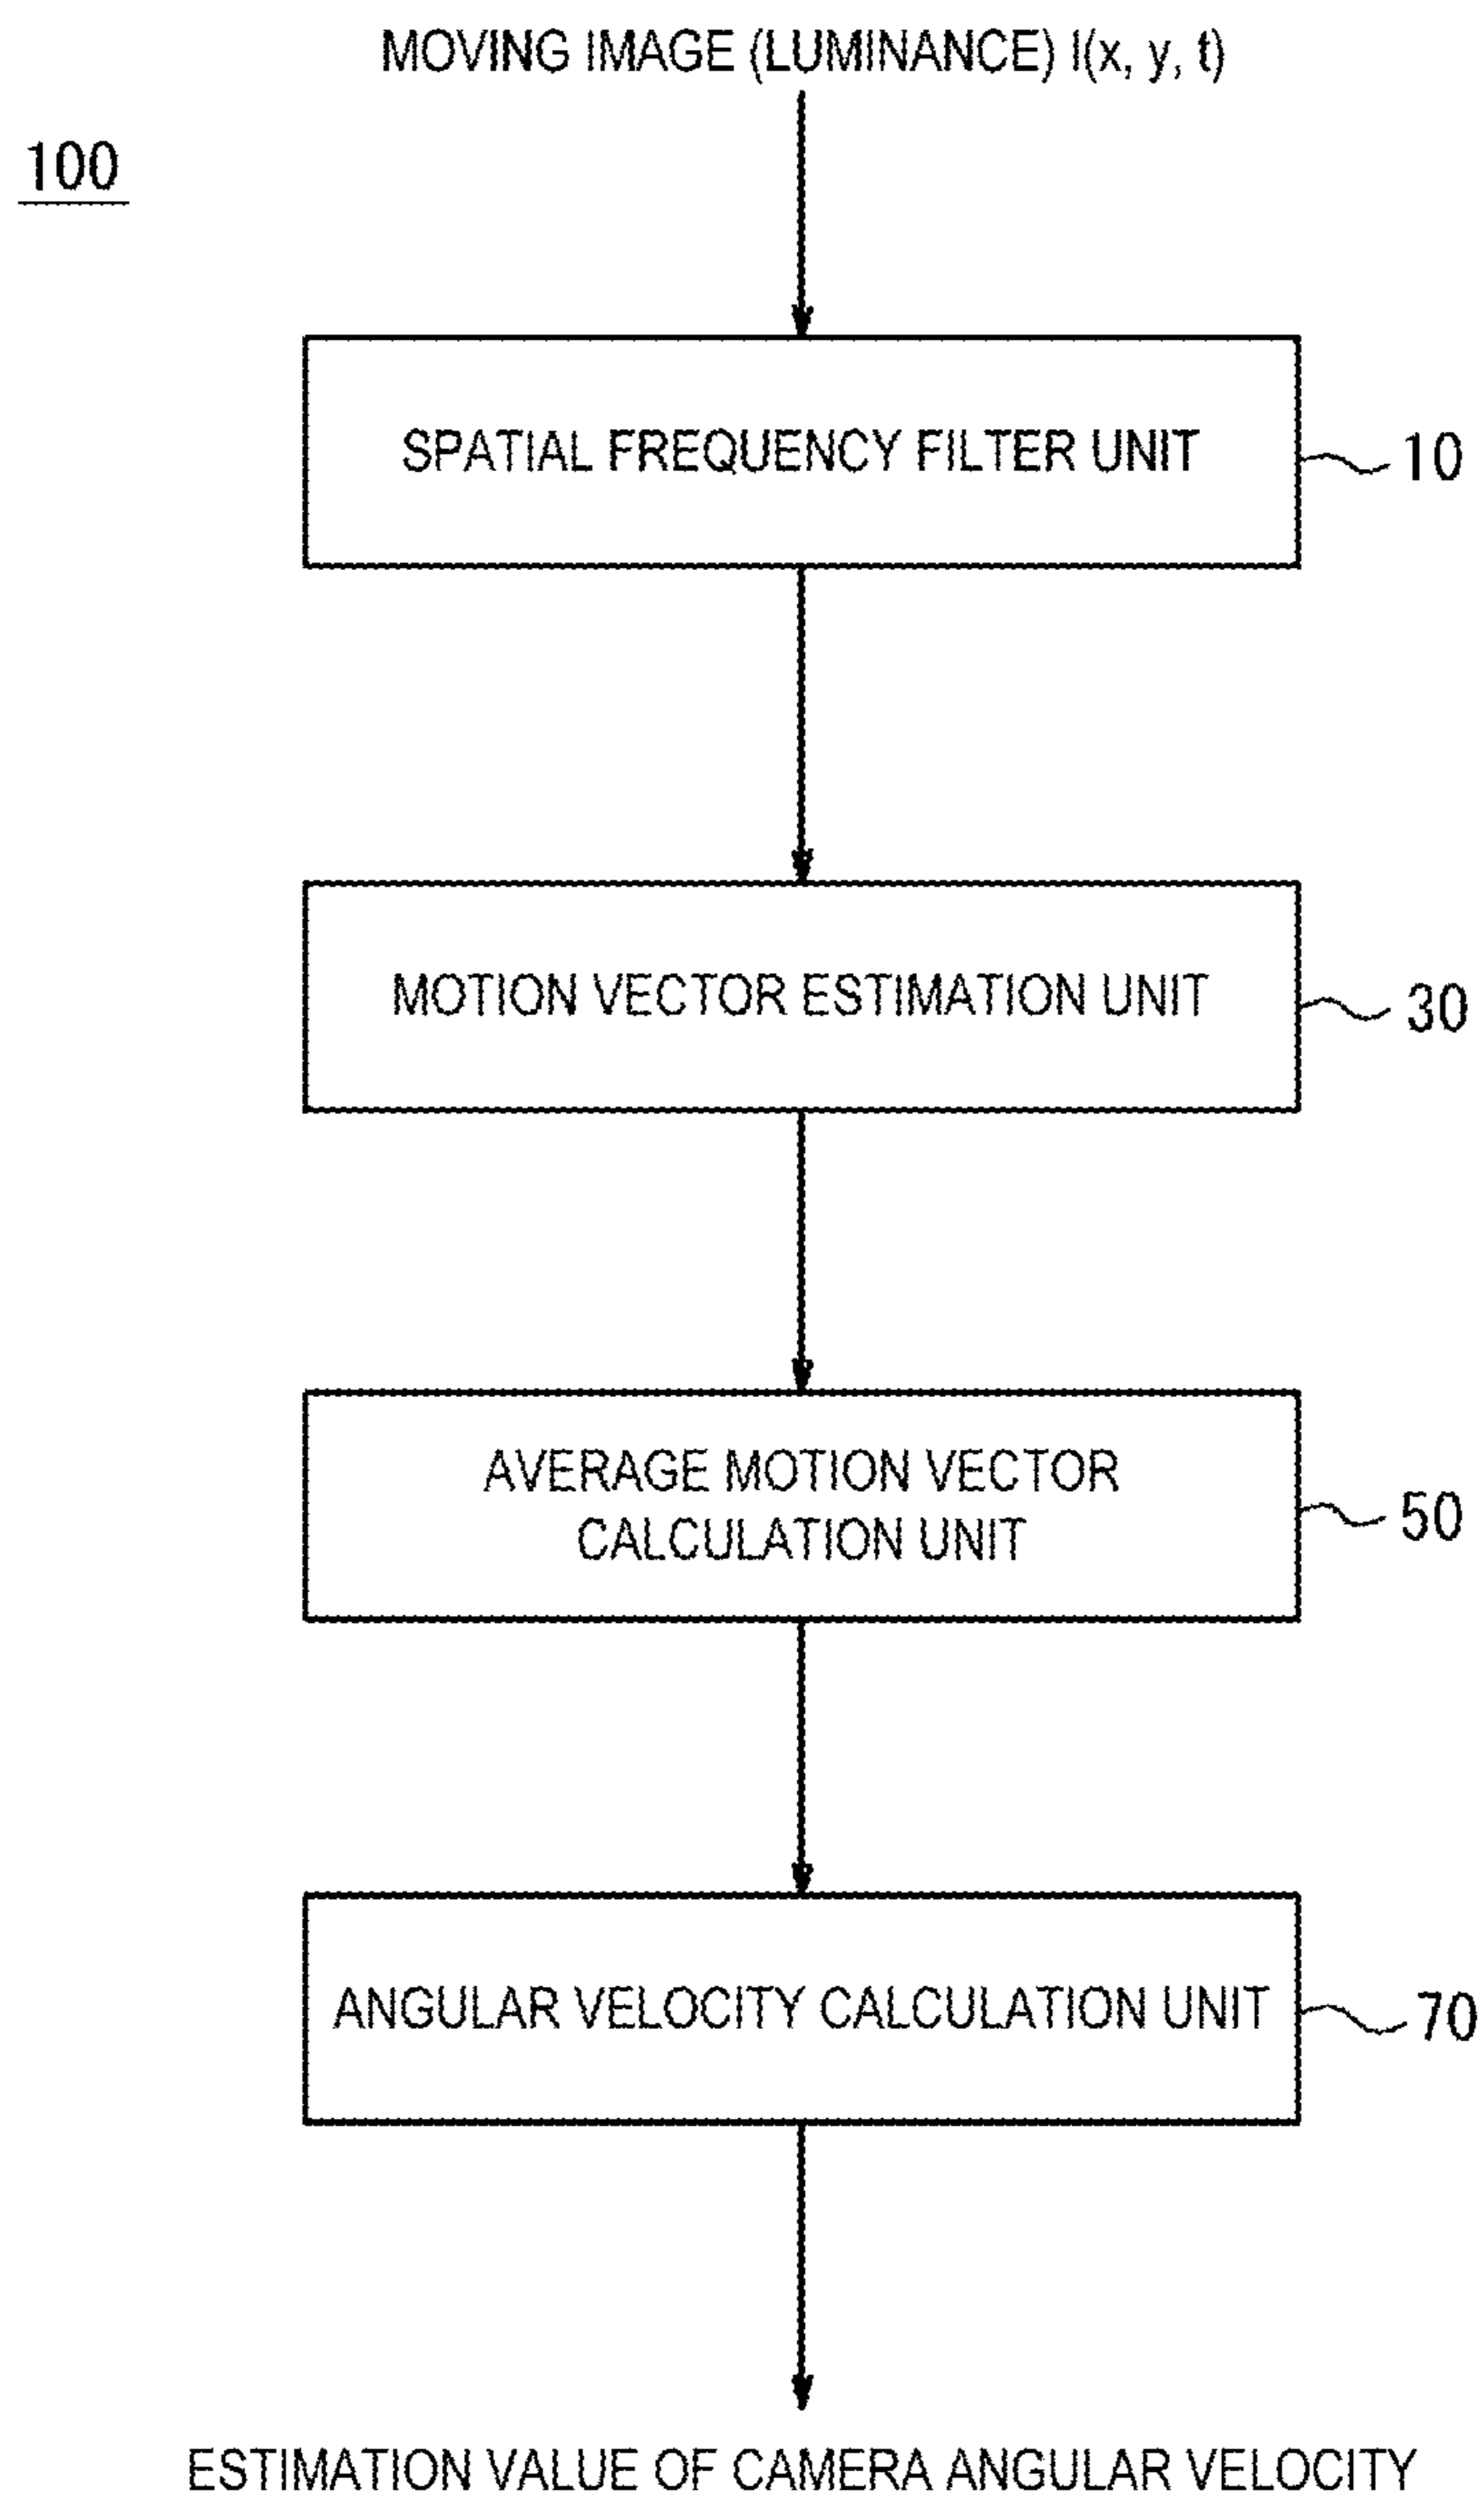 MOVING IMAGE (LUMINANCE) I(x, y, t)
100
SPATIAL FREQUENCY FILTER UNIT
10
MOTION VECTOR ESTIMATION UNIT
30
AVERAGE MOTION VECTOR
CALCULATION UNIT
50
ANGULAR VELOCITY CALCULATION UNIT
70
ESTIMATION VALUE OF CAMERA ANGULAR VELOCITY